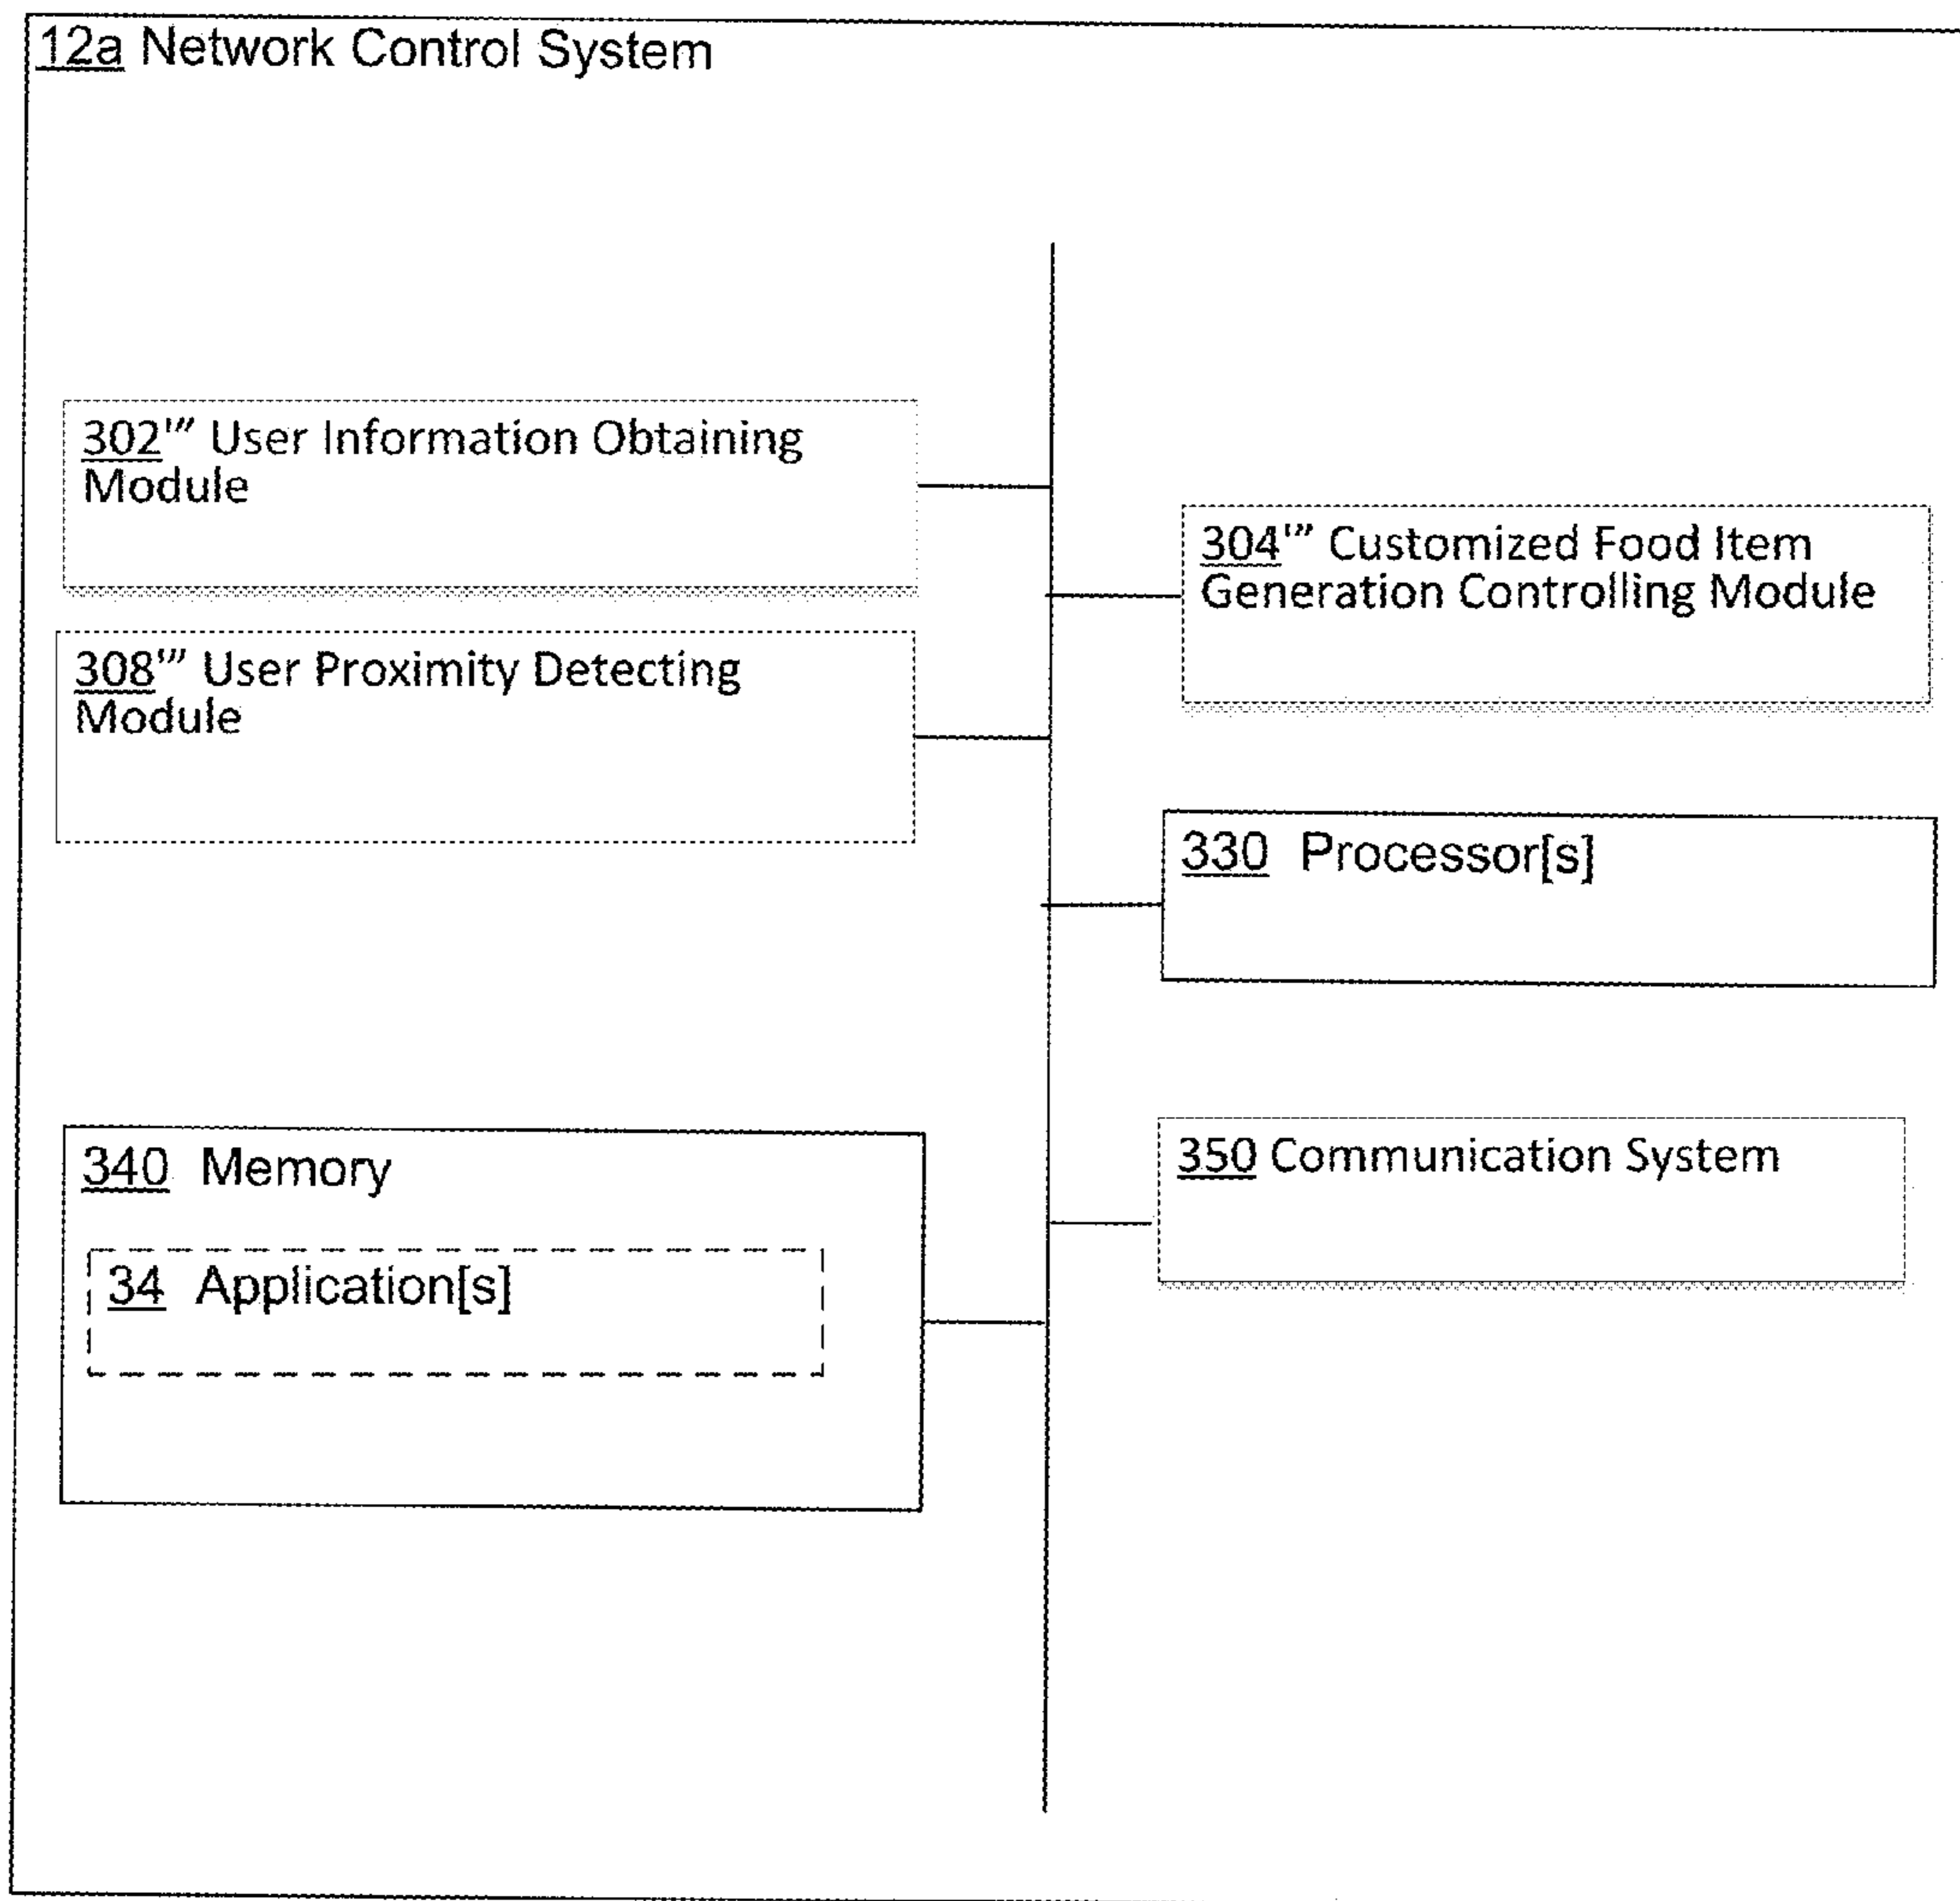 12a Network Control System
302''' User Information Obtaining
Module
304''' Customized Food Item
Generation Controlling Module
308''' User Proximity Detecting
Module
330 Processor[s]
340 Memory
34 Application[s]
350 Communication System